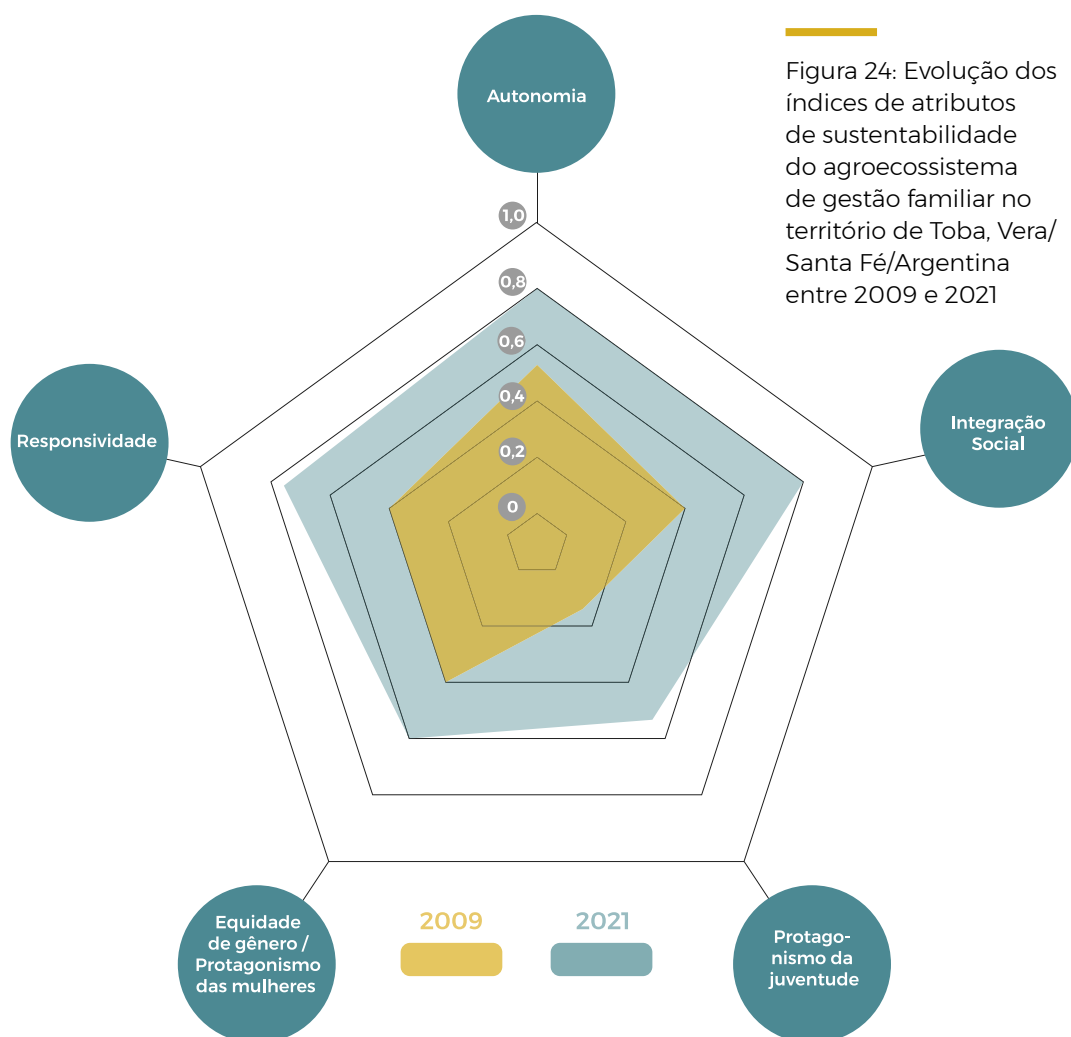 Figura 24: Evolução dos
índices de atributos
de sustentabilidade
do agroecossistema
de gestão familiar no
território de Toba, Vera/
Santa Fé/Argentina
entre 2009 e 2021
Autonomia
1,0
0,8
0,6
0,4
0,2
0
Responsividade
Integração
Social
Equidade
de gênero /
Protagonismo
das mulheres
2009
2021
Protago-
nismo da
juventude